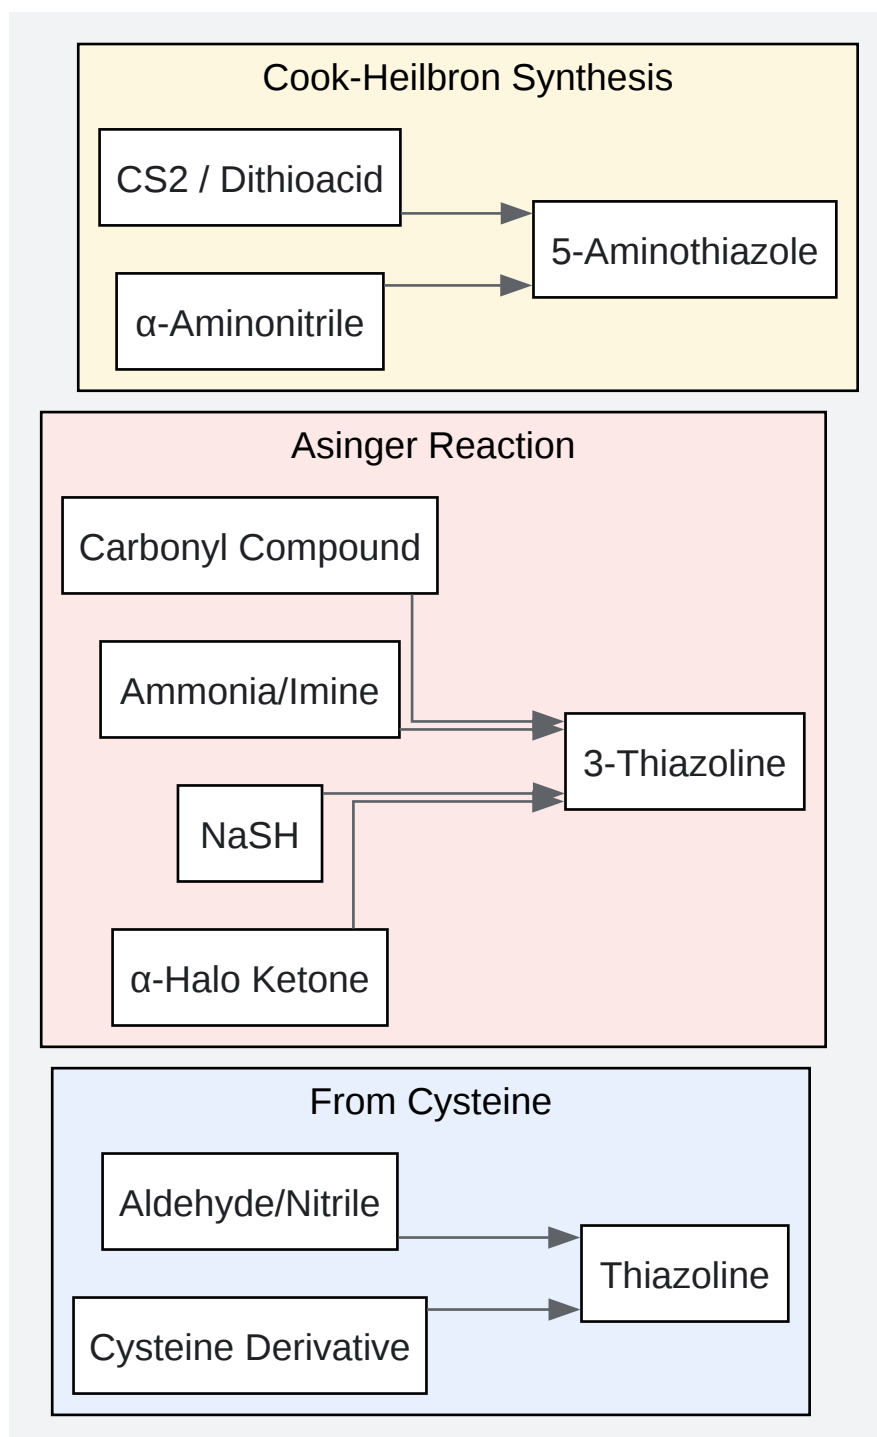 Cook-Heilbron Synthesis
CS2 / Dithioacid
5-Aminothiazole
α-Aminonitrile
Asinger Reaction
Carbonyl Compound
Ammonia/Imine
3-Thiazoline
NaSH
α-Halo Ketone
From Cysteine
Aldehyde/Nitrile
Thiazoline
Cysteine Derivative